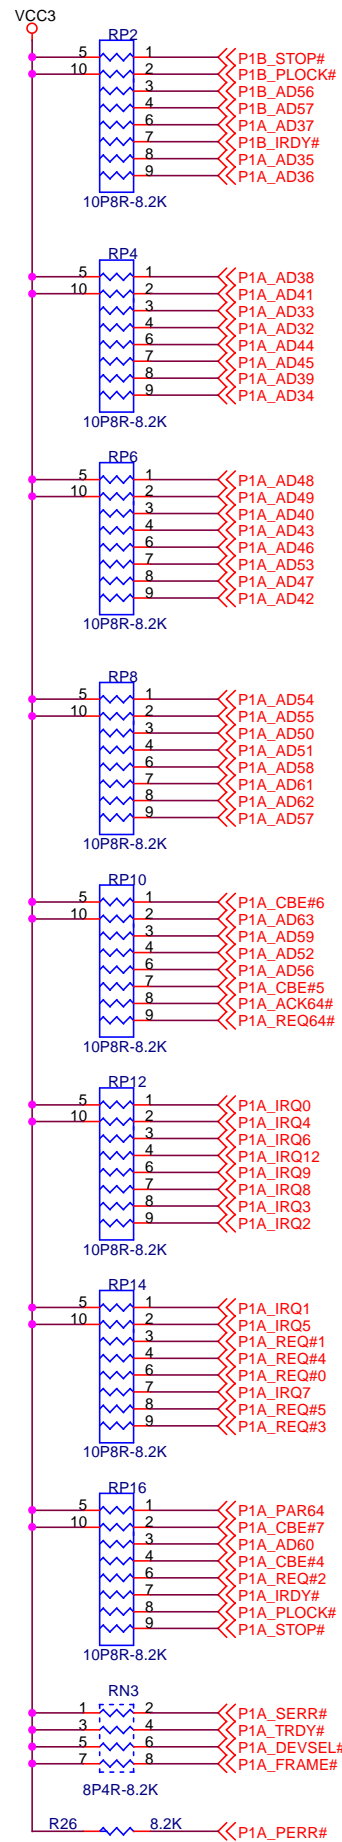 VCC3
RP2
5 1 P1B_STOP#
10 2 P1B_PLOCK#
3 P1B_AD56
4 P1B_AD57
6 P1A_AD37
7 P1B_IRDY#
8 P1A_AD35
9 P1A_AD36
10P8R-8.2K
RP4
5 1 P1A_AD38
10 2 P1A_AD41
3 P1A_AD33
4 P1A_AD32
6 P1A_AD44
7 P1A_AD45
8 P1A_AD39
9 P1A_AD34
10P8R-8.2K
RP6
5 1 P1A_AD48
10 2 P1A_AD49
3 P1A_AD40
4 P1A_AD43
6 P1A_AD46
7 P1A_AD53
8 P1A_AD47
9 P1A_AD42
10P8R-8.2K
RP8
5 1 P1A_AD54
10 2 P1A_AD55
3 P1A_AD50
4 P1A_AD51
6 P1A_AD58
7 P1A_AD61
8 P1A_AD62
9 P1A_AD57
10P8R-8.2K
RP10
5 1 P1A_CBE#6
10 2 P1A_AD63
3 P1A_AD59
4 P1A_AD52
6 P1A_AD56
7 P1A_CBE#5
8 P1A_ACK64#
9 P1A_REQ64#
10P8R-8.2K
RP12
5 1 P1A_IRQ0
10 2 P1A_IRQ4
3 P1A_IRQ6
4 P1A_IRQ12
6 P1A_IRQ9
7 P1A_IRQ8
8 P1A_IRQ3
9 P1A_IRQ2
10P8R-8.2K
RP14
5 1 P1A_IRQ1
10 2 P1A_IRQ5
3 P1A_REQ#1
4 P1A_REQ#4
6 P1A_REQ#0
7 P1A_IRQ7
8 P1A_REQ#5
9 P1A_REQ#3
10P8R-8.2K
RP16
5 1 P1A_PAR64
10 2 P1A_CBE#7
3 P1A_AD60
4 P1A_CBE#4
6 P1A_REQ#2
7 P1A_IRDY#
8 P1A_PLOCK#
9 P1A_STOP#
10P8R-8.2K
RN3
1 2 P1A_SERR#
3 4 P1A_TRDY#
5 6 P1A_DEVSEL#
7 8 P1A_FRAME#
8P4R-8.2K
R26 8.2K P1A_PERR#